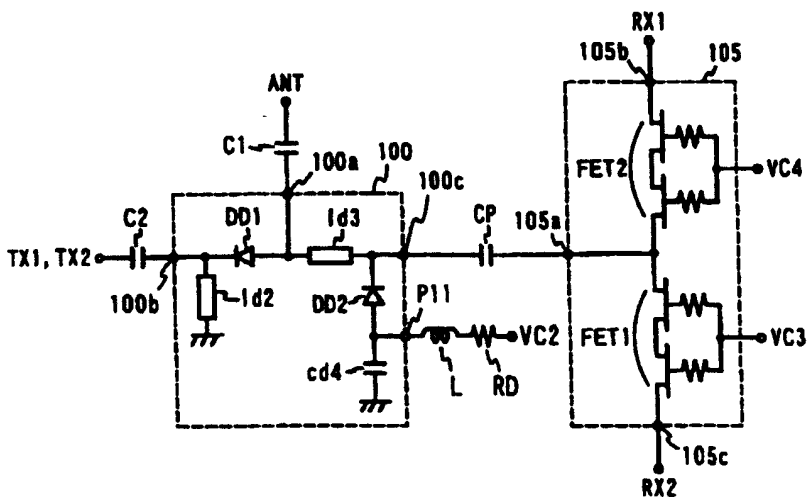 RX1
105b
105
ANT
C1
100a
100
100c
FET2
VC4
C2
DD1
ld3
CP
105a
TX1, TX2
100b
ld2
DD2
P11
VC2
cd4
L
RD
FET1
VC3
105c
RX2